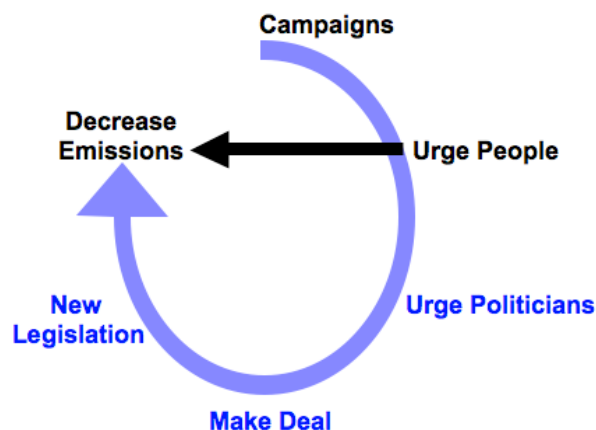 Campaigns
Decrease
Emissions
Urge People
Urge Politicians
New
Legislation
Make Deal